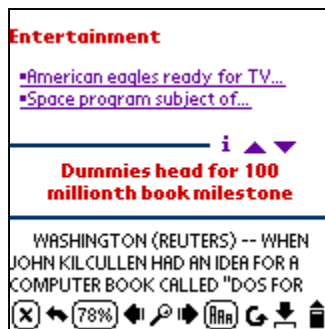 Entertainment
▪American eagles ready for TV...
▪Space program subject of...
i
Dummies head for 100
millionth book milestone
WASHINGTON (REUTERS) -- WHEN
JOHN KILCULLEN HAD AN IDEA FOR A
COMPUTER BOOK CALLED "DOS FOR
78% AAA